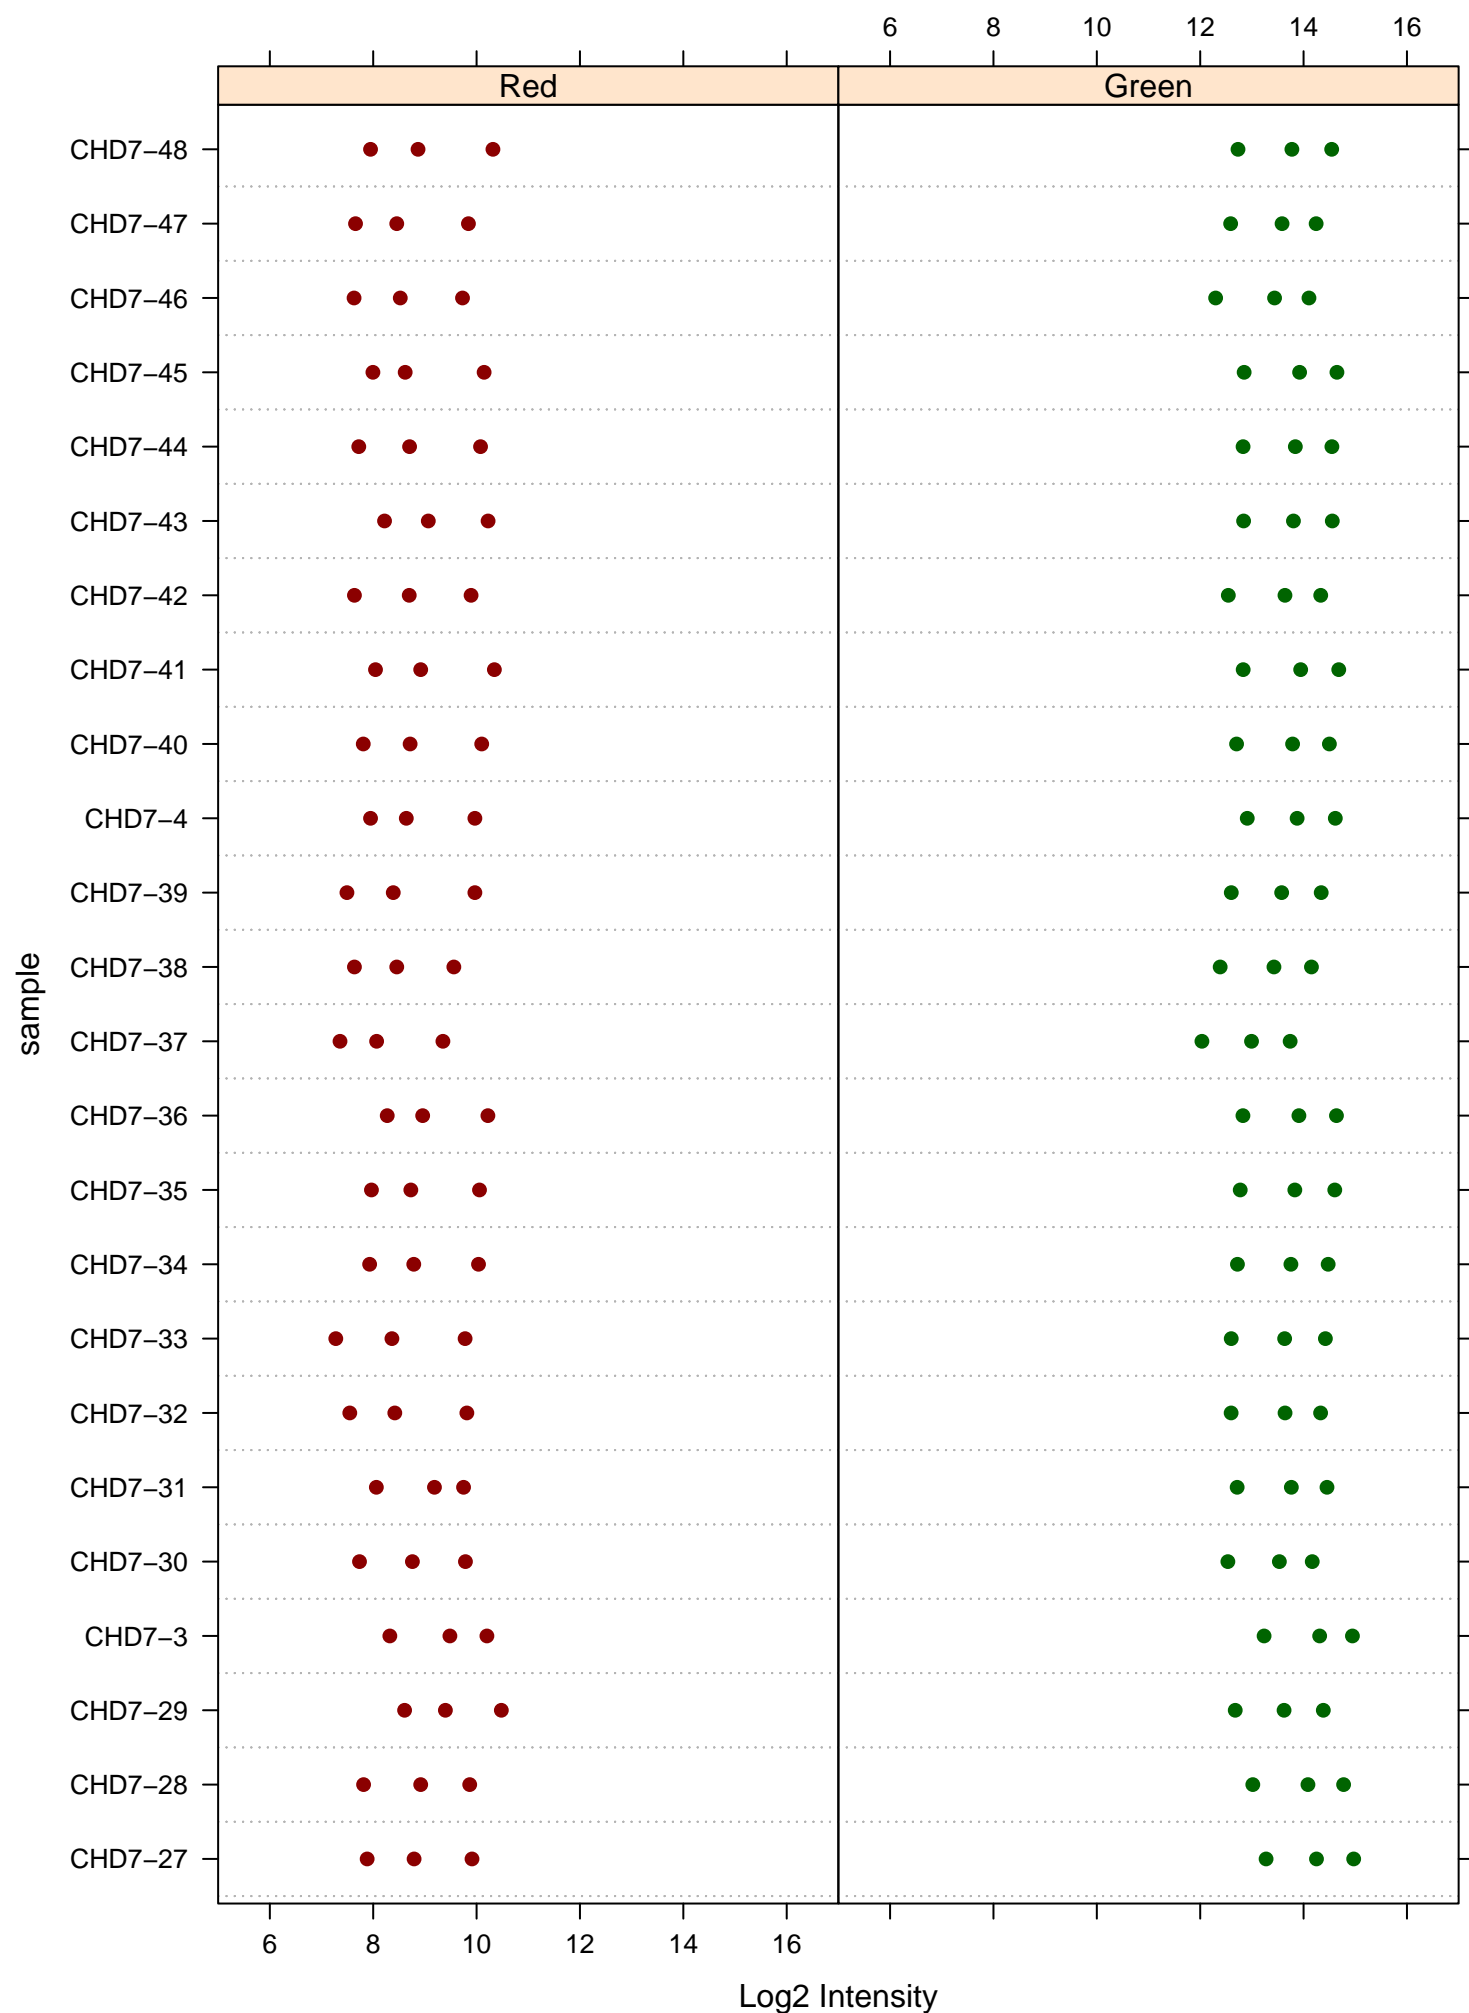 6 8 10 12 14 16
Red Green
CHD7−48
CHD7−47
CHD7−46
CHD7−45
CHD7−44
CHD7−43
CHD7−42
CHD7−41
CHD7−40
CHD7−4
CHD7−39
CHD7−38
CHD7−37
CHD7−36
CHD7−35
CHD7−34
CHD7−33
CHD7−32
CHD7−31
CHD7−30
CHD7−3
CHD7−29
CHD7−28
CHD7−27
sample
6 8 10 12 14 16
Log2 Intensity